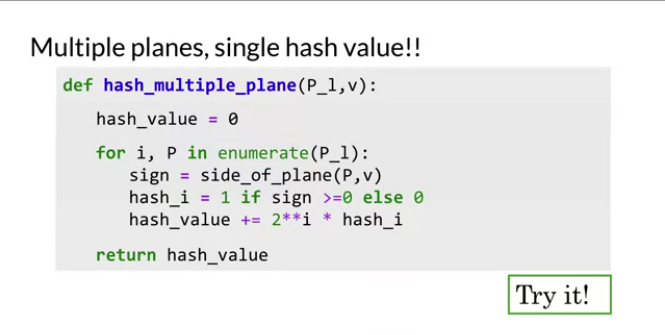 Multiple planes, single hash value!!
def hash_multiple_plane(P_l,v):
hash_value = 0
for i, P in enumerate(P_l):
sign = side_of_plane(P,v)
hash_i = 1 if sign >=0 else 0
hash_value += 2**i * hash_i
return hash_value
Try it!